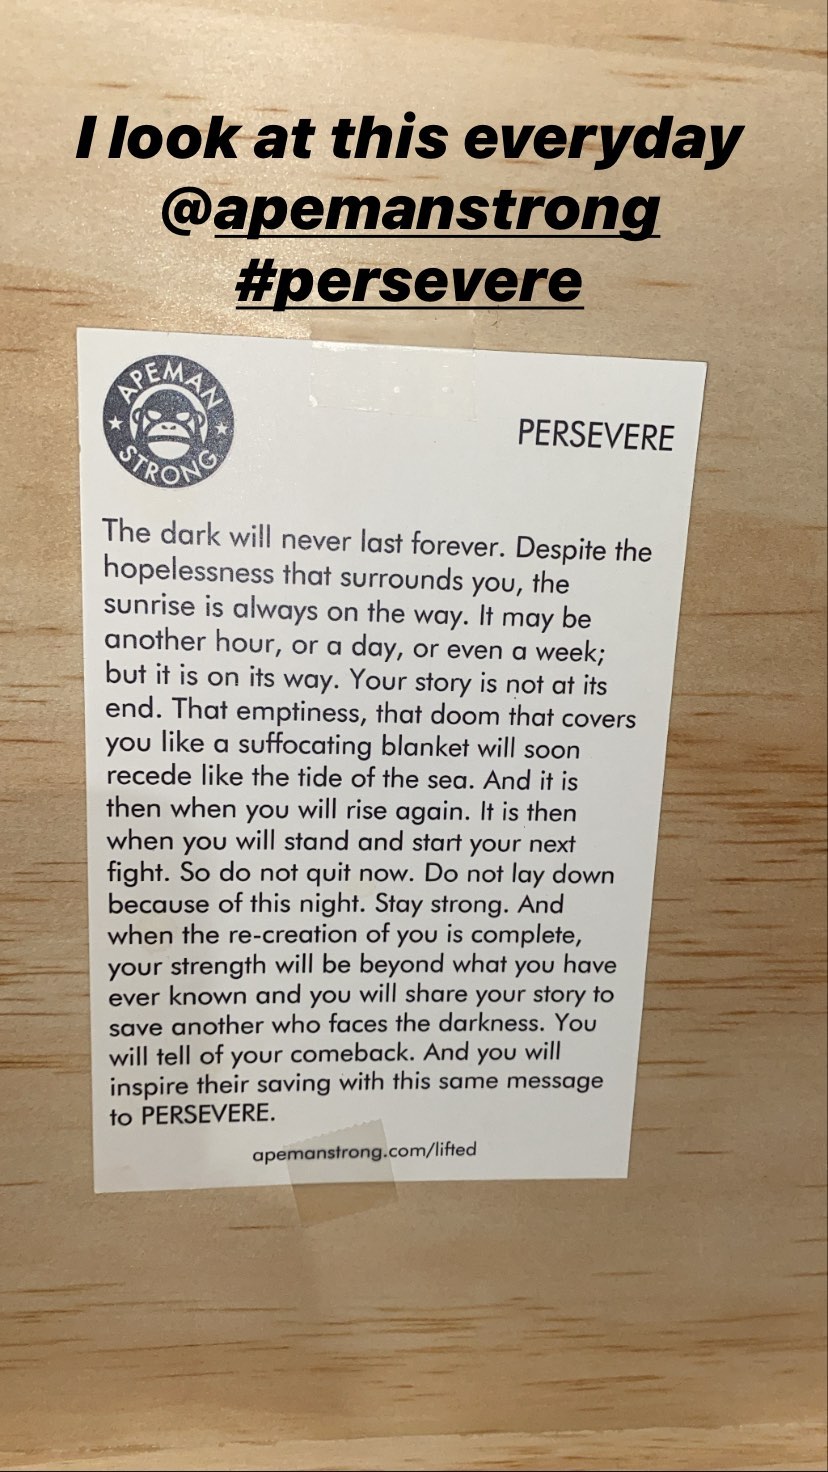 I look at this everyday
@apemanstrong
#persevere
APEMAN
STRONG
PERSEVERE
The dark will never last forever. Despite the
hopelessness that surrounds you, the
sunrise is always on the way. It may be
another hour, or a day, or even a week;
but it is on its way. Your story is not at its
end. That emptiness, that doom that covers
you like a suffocating blanket will soon
recede like the tide of the sea. And it is
then when you will rise again. It is then
when you will stand and start your next
fight. So do not quit now. Do not lay down
because of this night. Stay strong. And
when the re-creation of you is complete,
your strength will be beyond what you have
ever known and you will share your story to
save another who faces the darkness. You
will tell of your comeback. And you will
inspire their saving with this same message
to PERSEVERE.
apemanstrong.com/lifted